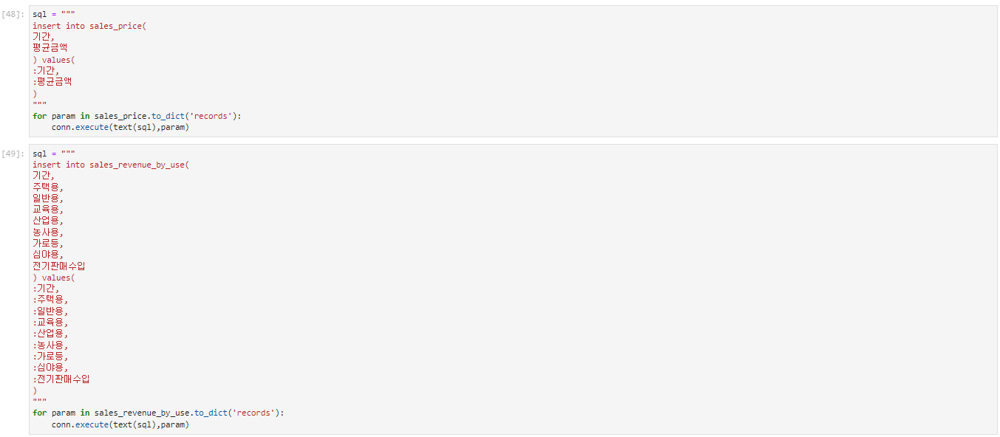 [48]: sql = """
insert into sales_price(
기간,
평균금액
) values(
:기간,
:평균금액
)
"""
for param in sales_price.to_dict('records'):
    conn.execute(text(sql),param)
[49]: sql = """
insert into sales_revenue_by_use(
기간,
주택용,
일반용,
교육용,
산업용,
농사용,
가로등,
심야용,
전기판매수입
) values(
:기간,
:주택용,
:일반용,
:교육용,
:산업용,
:농사용,
:가로등,
:심야용,
:전기판매수입
)
"""
for param in sales_revenue_by_use.to_dict('records'):
    conn.execute(text(sql),param)